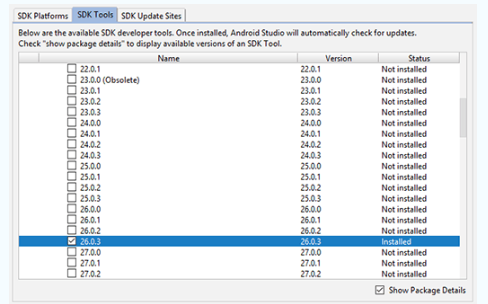 SDK Platforms SDK Tools SDK Update Sites
Below are the available SDK developer tools. Once installed, Android Studio will automatically check for updates.
Check "show package details" to display available versions of an SDK Tool.
Name Version Status
22.0.1 22.0.1 Not installed
23.0.0 (Obsolete) 23.0.0 Not installed
23.0.1 23.0.1 Not installed
23.0.2 23.0.2 Not installed
23.0.3 23.0.3 Not installed
24.0.0 24.0.0 Not installed
24.0.1 24.0.1 Not installed
24.0.2 24.0.2 Not installed
24.0.3 24.0.3 Not installed
25.0.0 25.0.0 Not installed
25.0.1 25.0.1 Not installed
25.0.2 25.0.2 Not installed
25.0.3 25.0.3 Not installed
26.0.0 26.0.0 Not installed
26.0.1 26.0.1 Not installed
26.0.2 26.0.2 Not installed
26.0.3 26.0.3 Installed
27.0.0 27.0.0 Not installed
27.0.1 27.0.1 Not installed
27.0.2 27.0.2 Not installed
Show Package Details